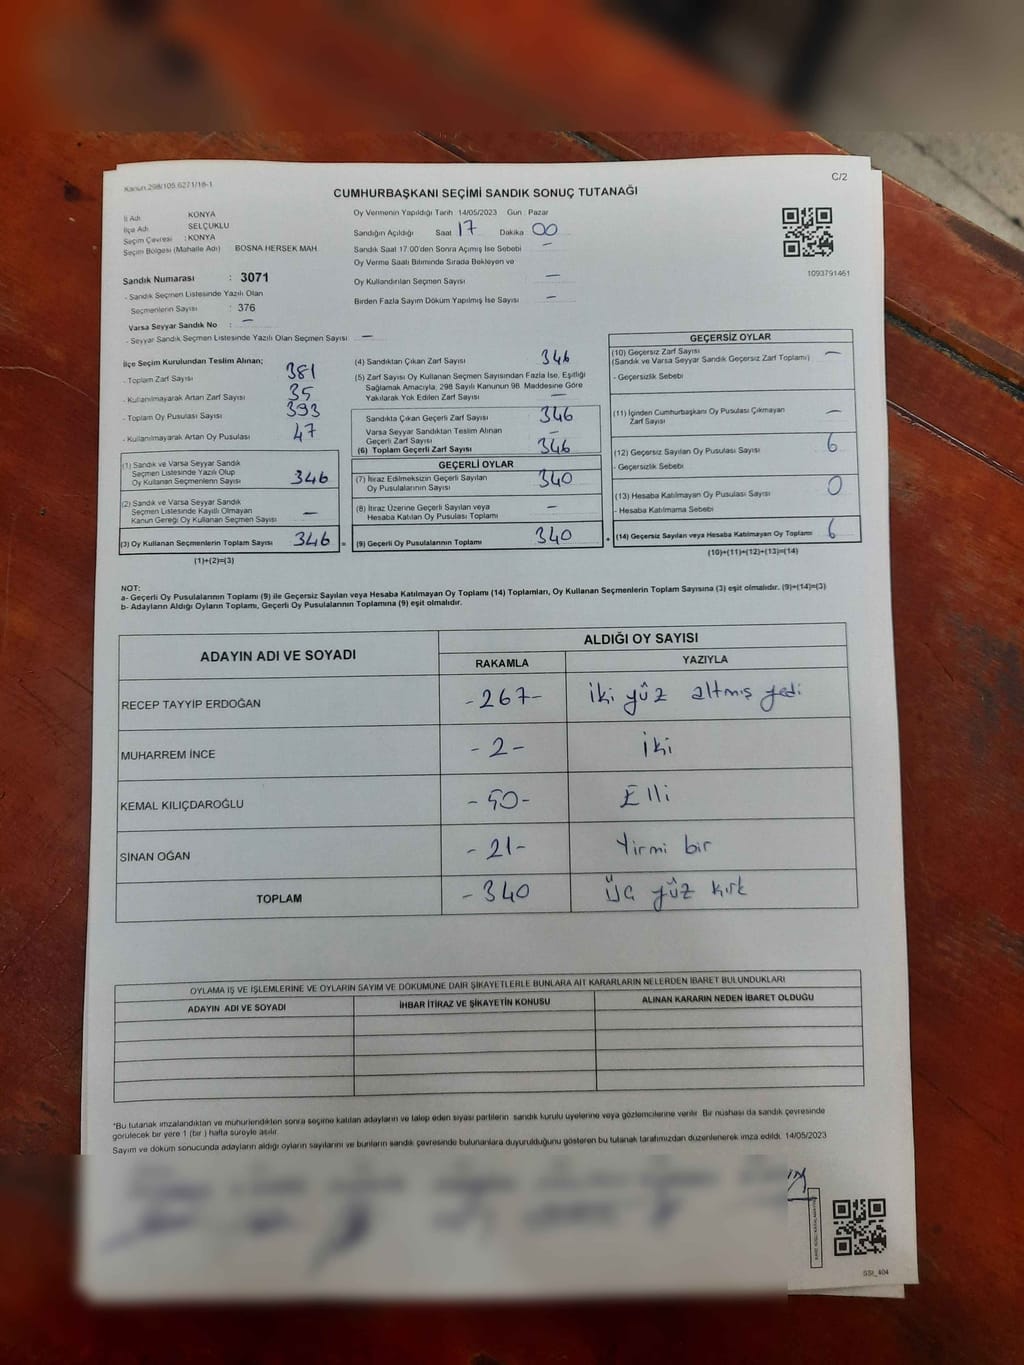 Kanun 298/105,6271/16-1
C/2
CUMHURBAŞKANI SEÇİMİ SANDIK SONUÇ TUTANAĞI
İl Adı : KONYA
İlçe Adı : SELÇUKLU
Seçim Çevresi : KONYA
Seçim Bölgesi (Mahalle Adı) BOSNA HERSEK MAH.
Sandık Numarası : 3071
- Sandık Seçmen Listesinde Yazılı Olan
Seçmenlerin Sayısı : 376
Varsa Seyyar Sandık No : -
- Seyyar Sandık Seçmen Listesinde Yazılı Olan Seçmen Sayısı -
Oy Vermenin Yapıldığı Tarih 14/05/2023 Gün : Pazar
Sandığın Açıldığı Saat 17 Dakika 00
Sandık Saat 17:00'den Sonra Açımış İse Sebebi -
Oy Verme Saati Bitiminde Sırada Bekleyen ve
Oy Kullandırılan Seçmen Sayısı -
Birden Fazla Sayım Döküm Yapılmış İse Sayısı -
1093791461
İlçe Seçim Kurulundan Teslim Alınan;
- Toplam Zarf Sayısı 381
- Kullanılmayarak Artan Zarf Sayısı 35
- Toplam Oy Pusulası Sayısı 393
- Kullanılmayarak Artan Oy Pusulası 47
(1) Sandık ve Varsa Seyyar Sandık
Seçmen Listesinde Yazılı Olup
Oy Kullanan Seçmenlerin Sayısı 346
(2) Sandık ve Varsa Seyyar Sandık
Seçmen Listesinde Kayıtlı Olmayan
Kanun Gereği Oy Kullanan Seçmen Sayısı -
(3) Oy Kullanan Seçmenlerin Toplam Sayısı 346 =
(1)+(2)=(3)
(4) Sandıktan Çıkan Zarf Sayısı 346
(5) Zarf Sayısı Oy Kullanan Seçmen Sayısından Fazla İse, Eşitliği
Sağlamak Amacıyla, 298 Sayılı Kanunun 98. Maddesine Göre
Yakılarak Yok Edilen Zarf Sayısı -
Sandıkta Çıkan Geçerli Zarf Sayısı 346
Varsa Seyyar Sandıktan Teslim Alınan
Geçerli Zarf Sayısı -
(6) Toplam Geçerli Zarf Sayısı 346
GEÇERLİ OYLAR
(7) İtiraz Edilmeksizin Geçerli Sayılan
Oy Pusulalarının Sayısı 340
(8) İtiraz Üzerine Geçerli Sayılan veya
Hesaba Katılan Oy Pusulası Toplamı -
(9) Geçerli Oy Pusulalarının Toplamı 340 +
GEÇERSİZ OYLAR
(10) Geçersiz Zarf Sayısı
(Sandık ve Varsa Seyyar Sandık Geçersiz Zarf Toplamı) -
- Geçersizlik Sebebi
(11) İçinden Cumhurbaşkanı Oy Pusulası Çıkmayan
Zarf Sayısı -
(12) Geçersiz Sayılan Oy Pusulası Sayısı 6
- Geçersizlik Sebebi
(13) Hesaba Katılmayan Oy Pusulası Sayısı 0
- Hesaba Katılmama Sebebi
(14) Geçersiz Sayılan veya Hesaba Katılmayan Oy Toplamı 6
(10)+(11)+(12)+(13)=(14)
NOT:
a- Geçerli Oy Pusulalarının Toplamı (9) ile Geçersiz Sayılan veya Hesaba Katılmayan Oy Toplamı (14) Toplamları, Oy Kullanan Seçmenlerin Toplam Sayısına (3) eşit olmalıdır. (9)+(14)=(3)
b- Adayların Aldığı Oyların Toplamı, Geçerli Oy Pusulalarının Toplamına (9) eşit olmalıdır.
ADAYIN ADI VE SOYADI ALDIĞI OY SAYISI
RAKAMLA YAZIYLA
RECEP TAYYİP ERDOĞAN -267- iki yüz altmış yedi
MUHARREM İNCE -2- iki
KEMAL KILIÇDAROĞLU -50- Elli
SİNAN OĞAN -21- Yirmi bir
TOPLAM -340 üç yüz kırk
OYLAMA İŞ VE İŞLEMLERİNE VE OYLARIN SAYIM VE DÖKÜMÜNE DAİR ŞİKAYETLERLE BUNLARA AİT KARARLARIN NELERDEN İBARET BULUNDUKLARI
ADAYIN ADI VE SOYADI İHBAR İTİRAZ VE ŞİKAYETİN KONUSU ALINAN KARARIN NEDEN İBARET OLDUĞU
*Bu tutanak imzalandıktan ve mühürlendikten sonra seçime katılan adayların ve talep eden siyasi partilerin sandık kurulu üyelerine veya gözlemcilerine verilir. Bir nüshası da sandık çevresinde
görülecek bir yere 1 (bir) hafta süreyle asılır.
Sayım ve döküm sonucunda adayların aldığı oyların sayılarını ve bunların sandık çevresinde bulunanlara duyurulduğunu gösteren bu tutanak tarafımızdan düzenlenerek imza edildi. 14/05/2023